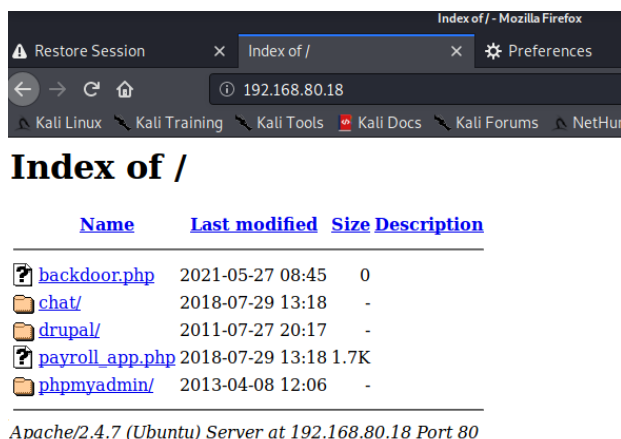 Index of / - Mozilla Firefox
Restore Session × Index of / × Preferences
192.168.80.18
Kali Linux Kali Training Kali Tools Kali Docs Kali Forums
Index of /
Name Last modified Size Description
backdoor.php 2021-05-27 08:45 0
chat/ 2018-07-29 13:18 -
drupal/ 2011-07-27 20:17 -
payroll_app.php 2018-07-29 13:18 1.7K
phpmyadmin/ 2013-04-08 12:06 -
Apache/2.4.7 (Ubuntu) Server at 192.168.80.18 Port 80